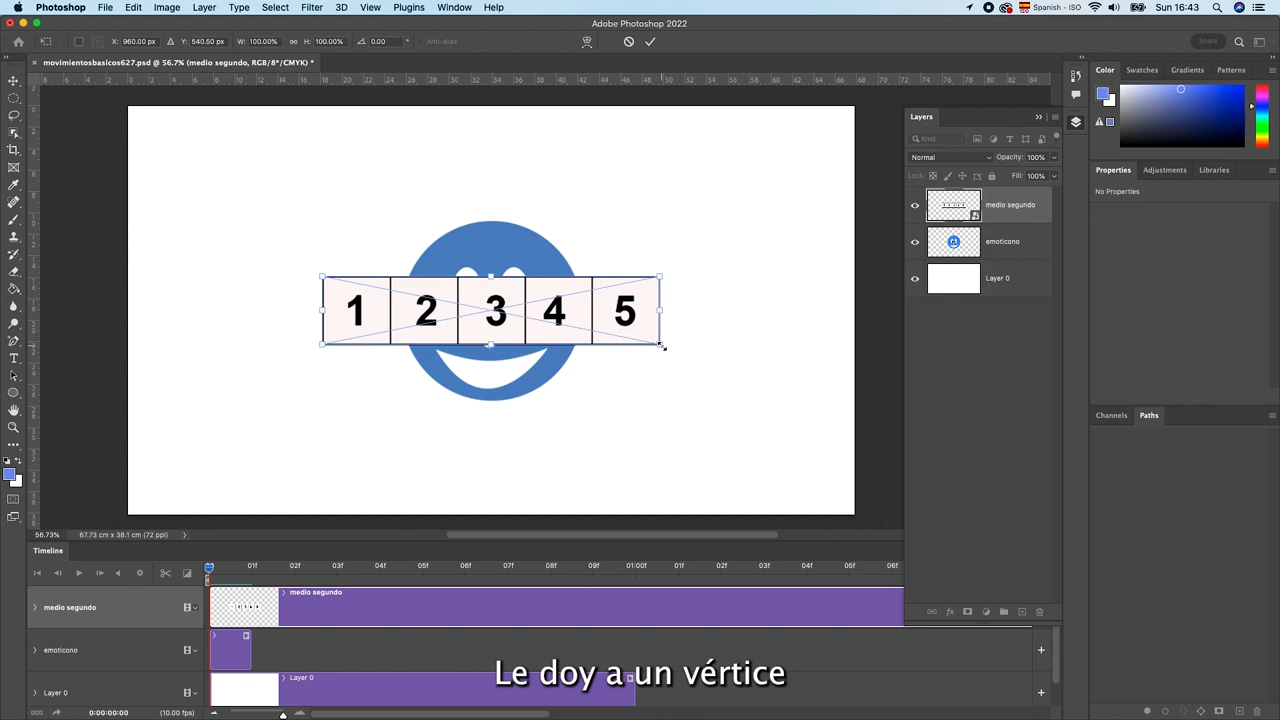 Photoshop File Edit Image Layer Type Select Filter 3D View Plugins Window Help Spanish - ISO Sun 16:43
Adobe Photoshop 2022
X: 960.00 px Y: 540.50 px W: 100.00% H: 100.00% 0.00 ° Anti-alias Share
× movimientosbasicos627.psd @ 56.7% (medio segundo, RGB/8*/CMYK) *
Color Swatches Gradients Patterns
Layers
Kind
Normal Opacity: 100%
Lock: Fill: 100%
medio segundo
emoticono
Layer 0
Properties Adjustments Libraries
No Properties
Channels Paths
1 2 3 4 5
56.73% 67.73 cm x 38.1 cm (72 ppi)
Timeline
01f 02f 03f 04f 05f 06f 07f 08f 09f 01:00f 02f 03f 04f 05f 06f
medio segundo medio segundo
emoticono
Layer 0 Layer 0
0:00:00:00 (10.00 fps)
Le doy a un vértice